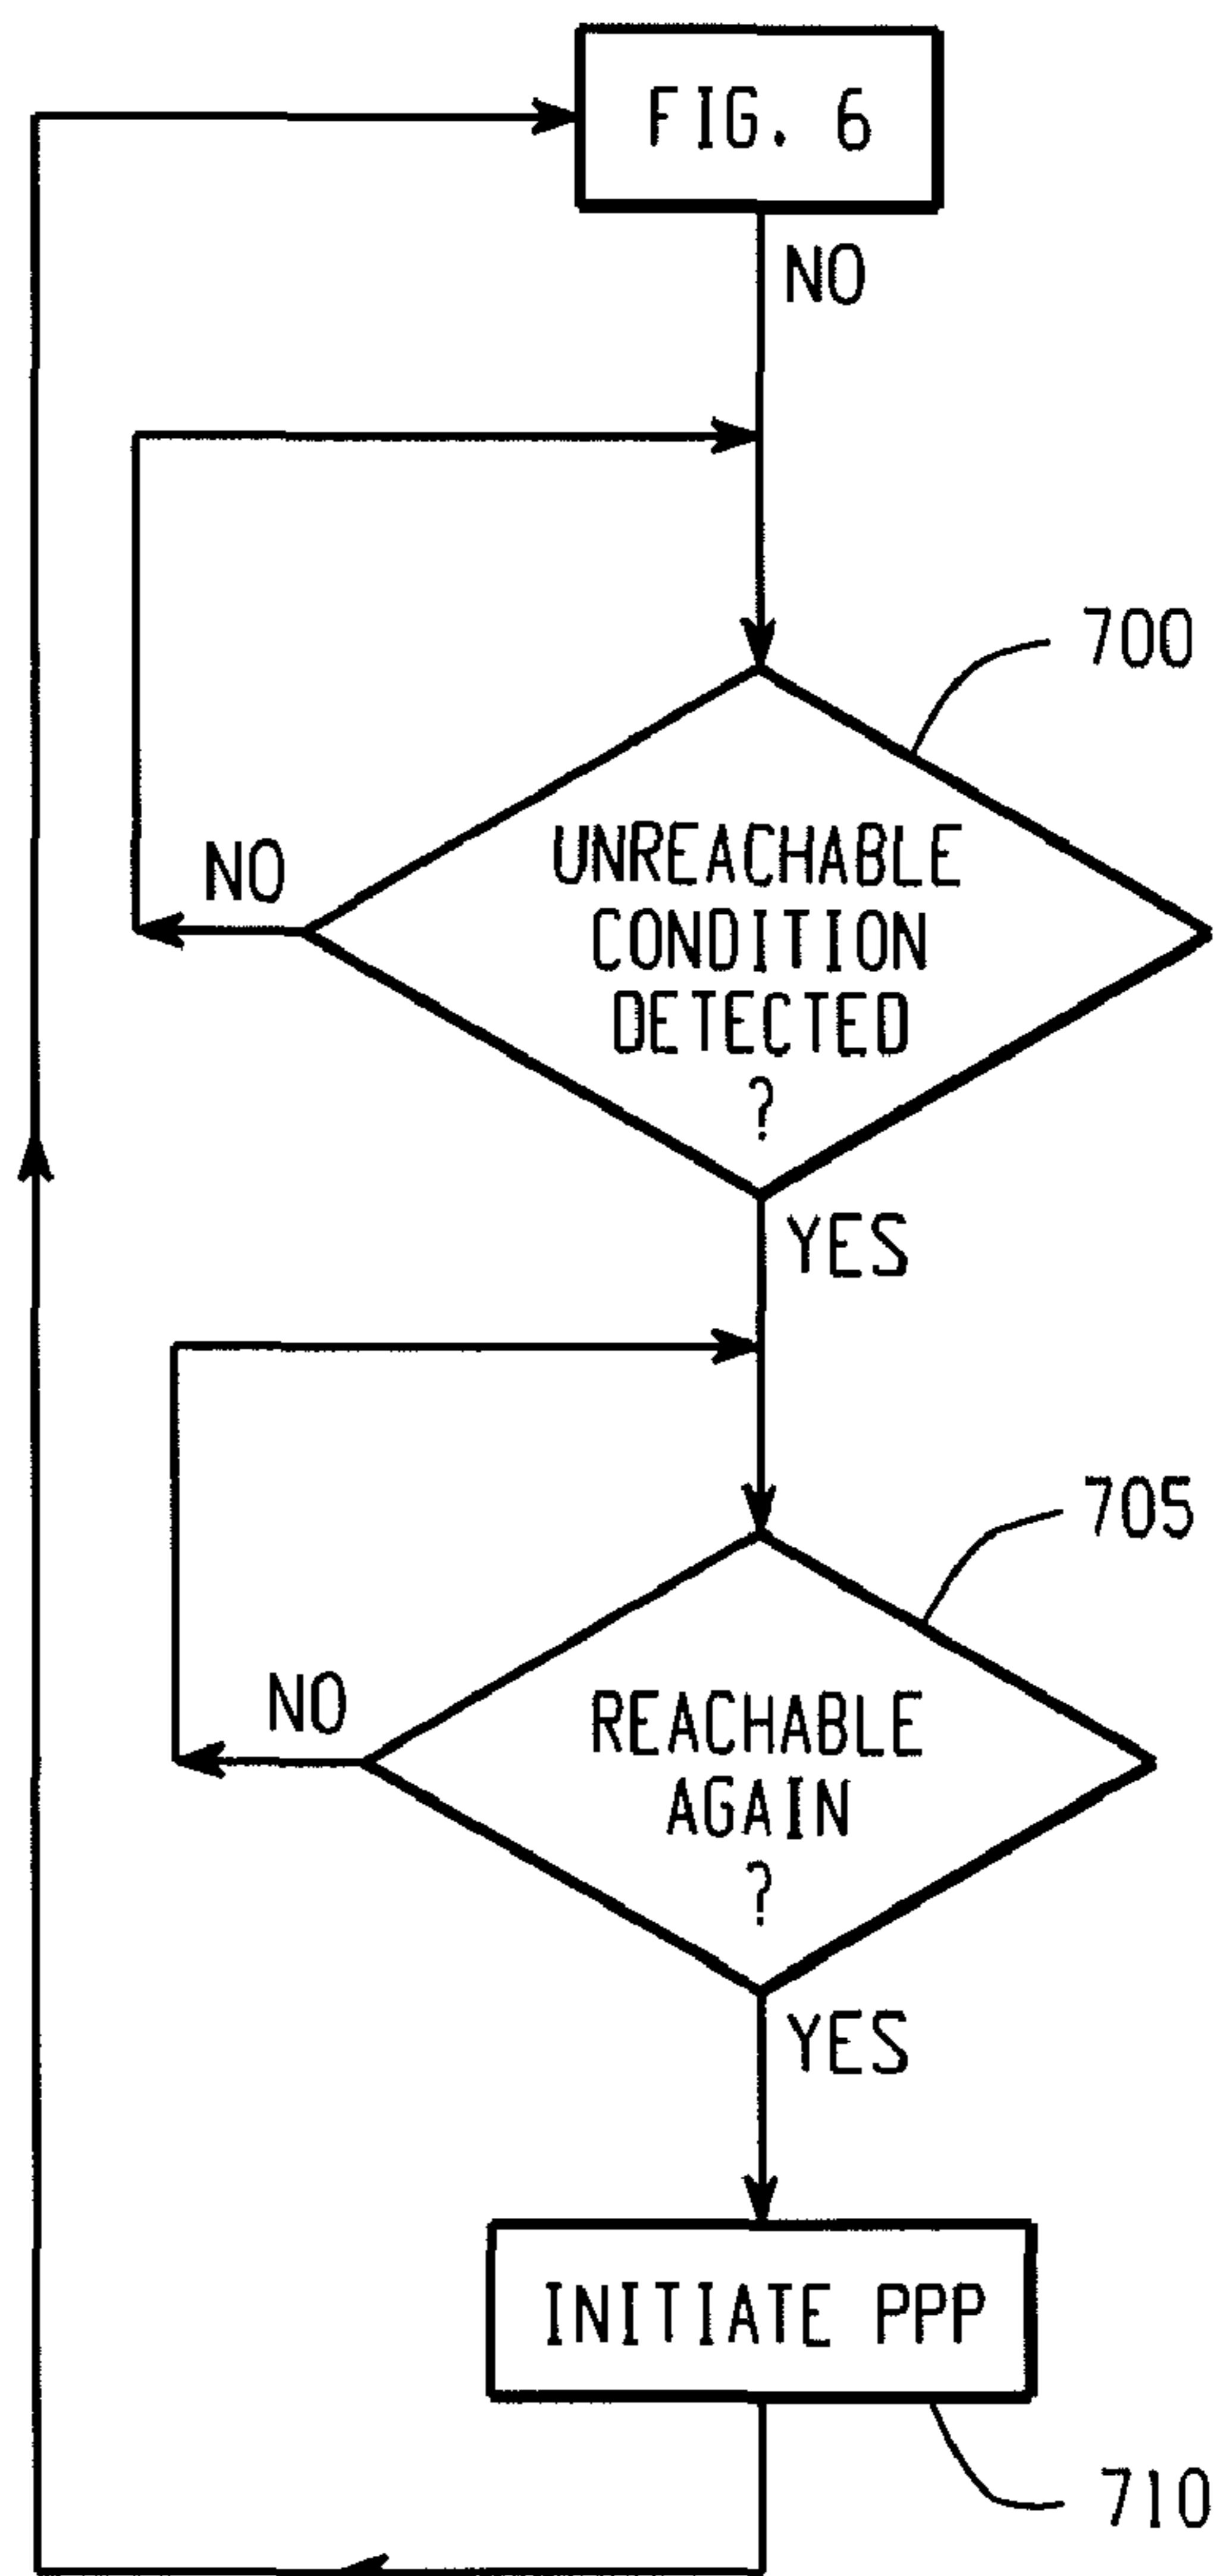 FIG. 6
NO
700
UNREACHABLE
CONDITION
DETECTED
?
NO
YES
705
REACHABLE
AGAIN
?
NO
YES
INITIATE PPP
710